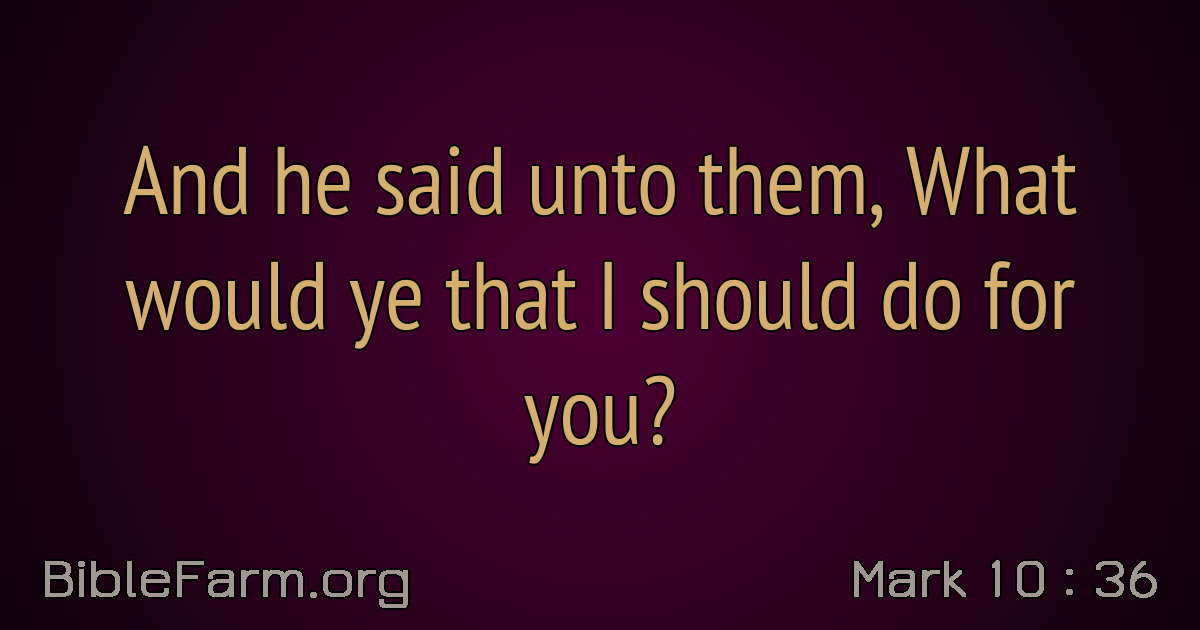 And he said unto them, What
would ye that I should do for
you?
BibleFarm.org
Mark 10 : 36